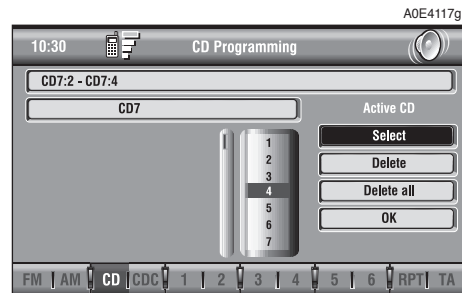 A0E4117g
10:30 CD Programming
CD7:2 - CD7:4
CD7
Active CD
Select
Delete
Delete all
OK
1
2
3
4
5
6
7
FM AM CD CDC 1 2 3 4 5 6 RPT TA